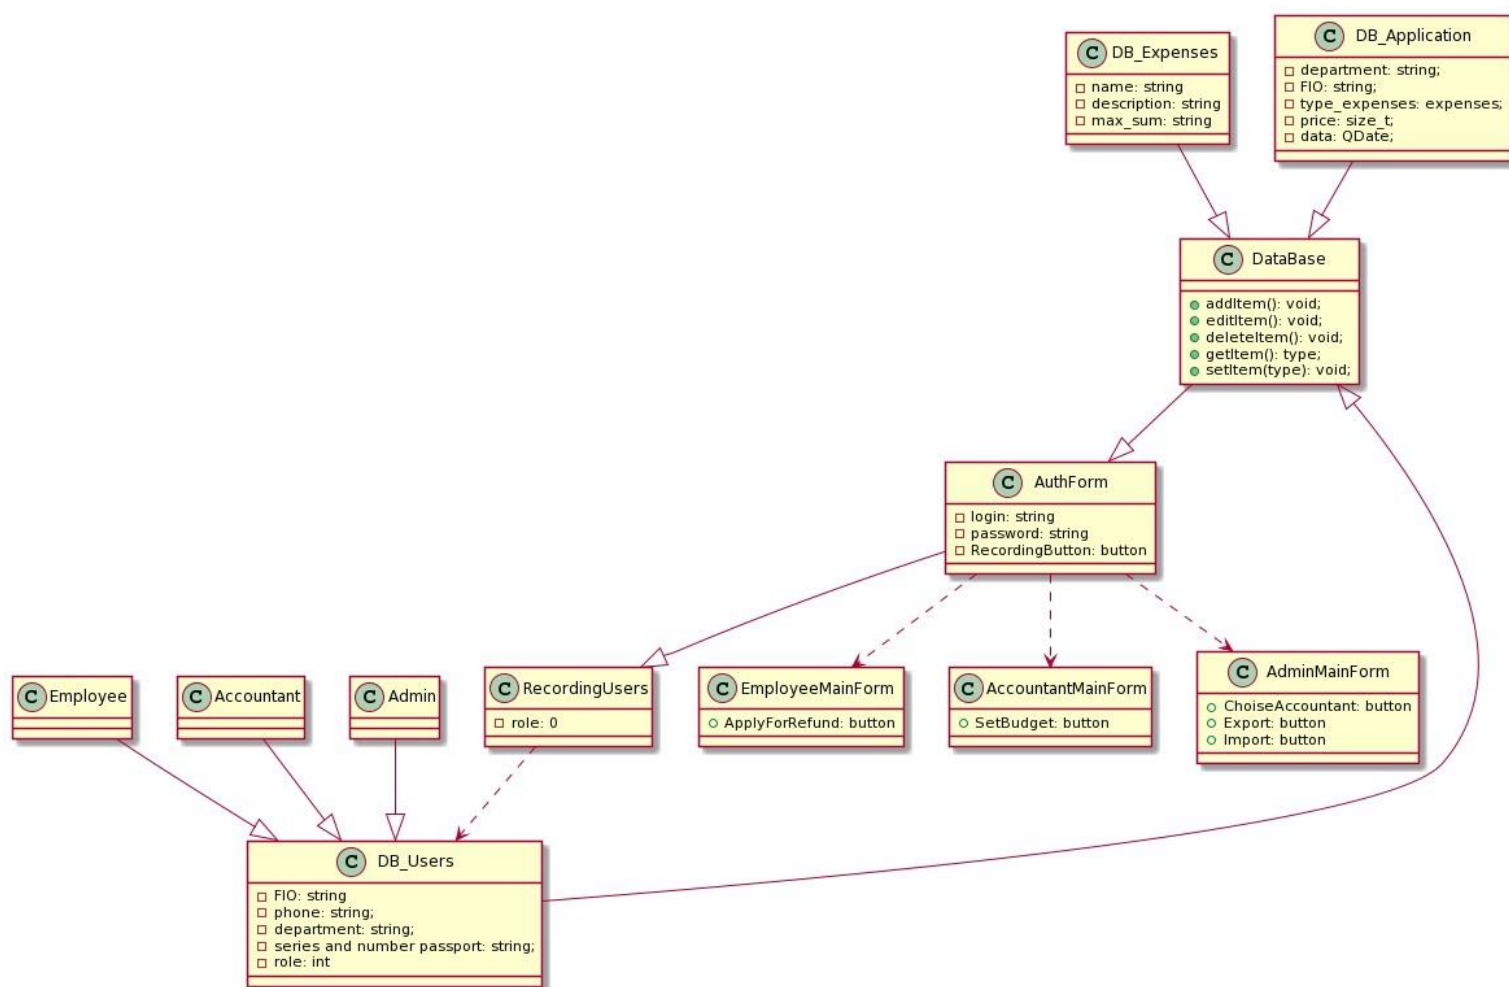 C DB_Expenses
name: string
description: string
max_sum: string
C DB_Application
department: string;
FIO: string;
type_expenses: expenses;
price: size_t;
data: QDate;
C DataBase
addItem(): void;
editItem(): void;
deleteItem(): void;
getItem(): type;
setItem(type): void;
C AuthForm
login: string
password: string
RecordingButton: button
C Employee
C Accountant
C Admin
C RecordingUsers
role: 0
C EmployeeMainForm
ApplyForRefund: button
C AccountantMainForm
SetBudget: button
C AdminMainForm
ChoiseAccountant: button
Export: button
Import: button
C DB_Users
FIO: string
phone: string;
department: string;
series and number passport: string;
role: int